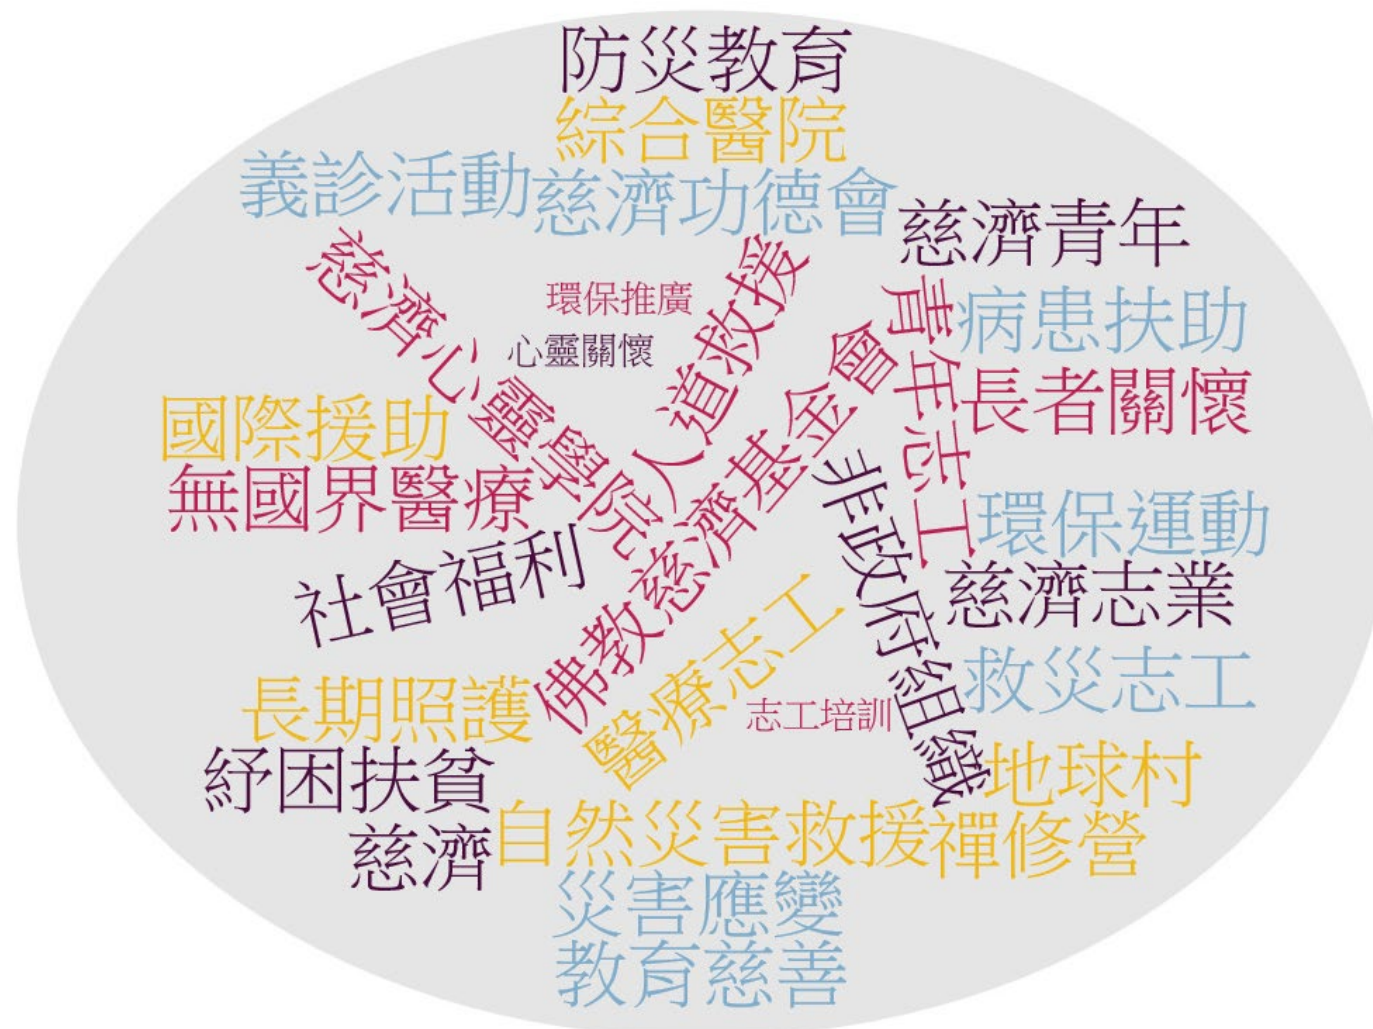 防災教育
綜合醫院
義診活動
慈濟功德會
慈濟青年
慈濟心靈學院
環保推廣
人道救援
青年志工
病患扶助
心靈關懷
佛教慈濟基金會
長者關懷
國際援助
無國界醫療
非政府組織
環保運動
社會福利
慈濟志業
醫療志工
救災志工
長期照護
志工培訓
紓困扶貧
地球村
慈濟
自然災害救援
禪修營
災害應變
教育慈善